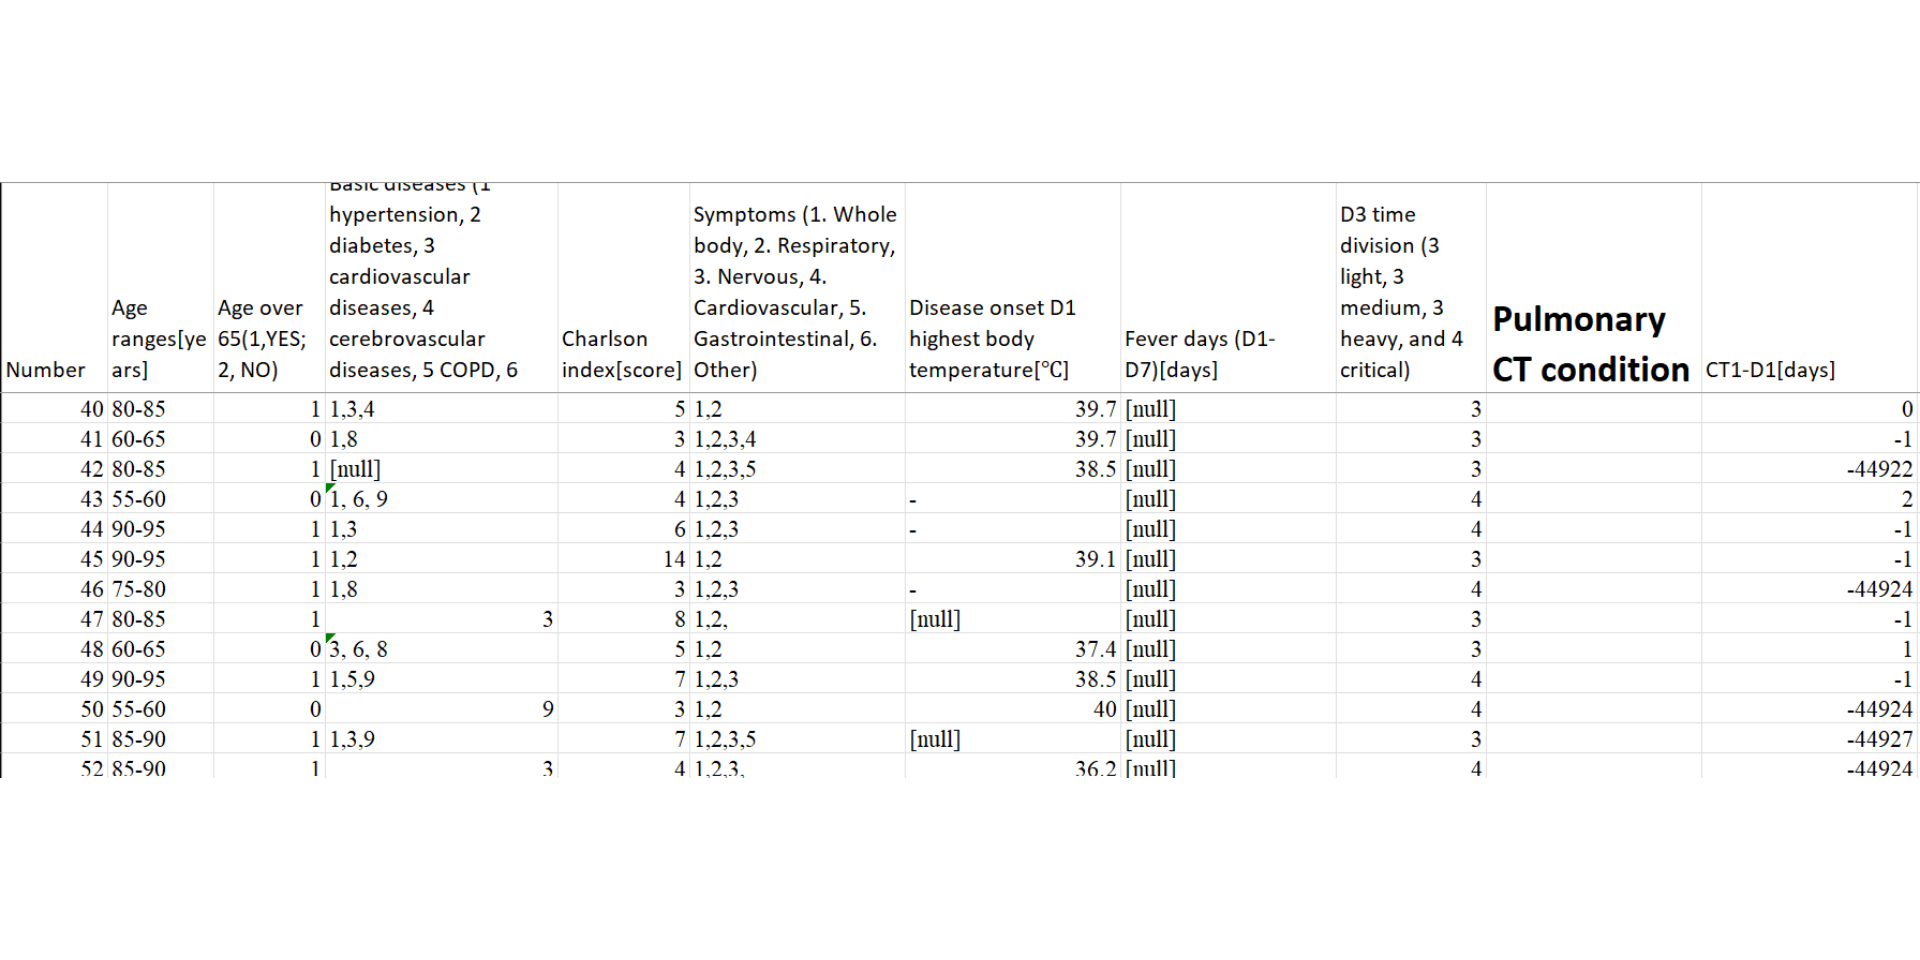 Number
Age
ranges[ye
ars]
Age over
65(1,YES;
2, NO)
Basic diseases (1
hypertension, 2
diabetes, 3
cardiovascular
diseases, 4
cerebrovascular
diseases, 5 COPD, 6
Charlson
index[score]
Symptoms (1. Whole
body, 2. Respiratory,
3. Nervous, 4.
Cardiovascular, 5.
Gastrointestinal, 6.
Other)
Disease onset D1
highest body
temperature[°C]
Fever days (D1-
D7)[days]
D3 time
division (3
light, 3
medium, 3
heavy, and 4
critical)
Pulmonary
CT condition
CT1-D1[days]
40 80-85 1 1,3,4 5 1,2 39.7 [null] 3 0
41 60-65 0 1,8 3 1,2,3,4 39.7 [null] 3 -1
42 80-85 1 [null] 4 1,2,3,5 38.5 [null] 3 -44922
43 55-60 0 1, 6, 9 4 1,2,3 - [null] 4 2
44 90-95 1 1,3 6 1,2,3 - [null] 4 -1
45 90-95 1 1,2 14 1,2 39.1 [null] 3 -1
46 75-80 1 1,8 3 1,2,3 - [null] 4 -44924
47 80-85 1 3 8 1,2, [null] [null] 3 -1
48 60-65 0 3, 6, 8 5 1,2 37.4 [null] 3 1
49 90-95 1 1,5,9 7 1,2,3 38.5 [null] 4 -1
50 55-60 0 9 3 1,2 40 [null] 4 -44924
51 85-90 1 1,3,9 7 1,2,3,5 [null] [null] 3 -44927
52 85-90 1 3 4 1,2,3, 36.2 [null] 4 -44924